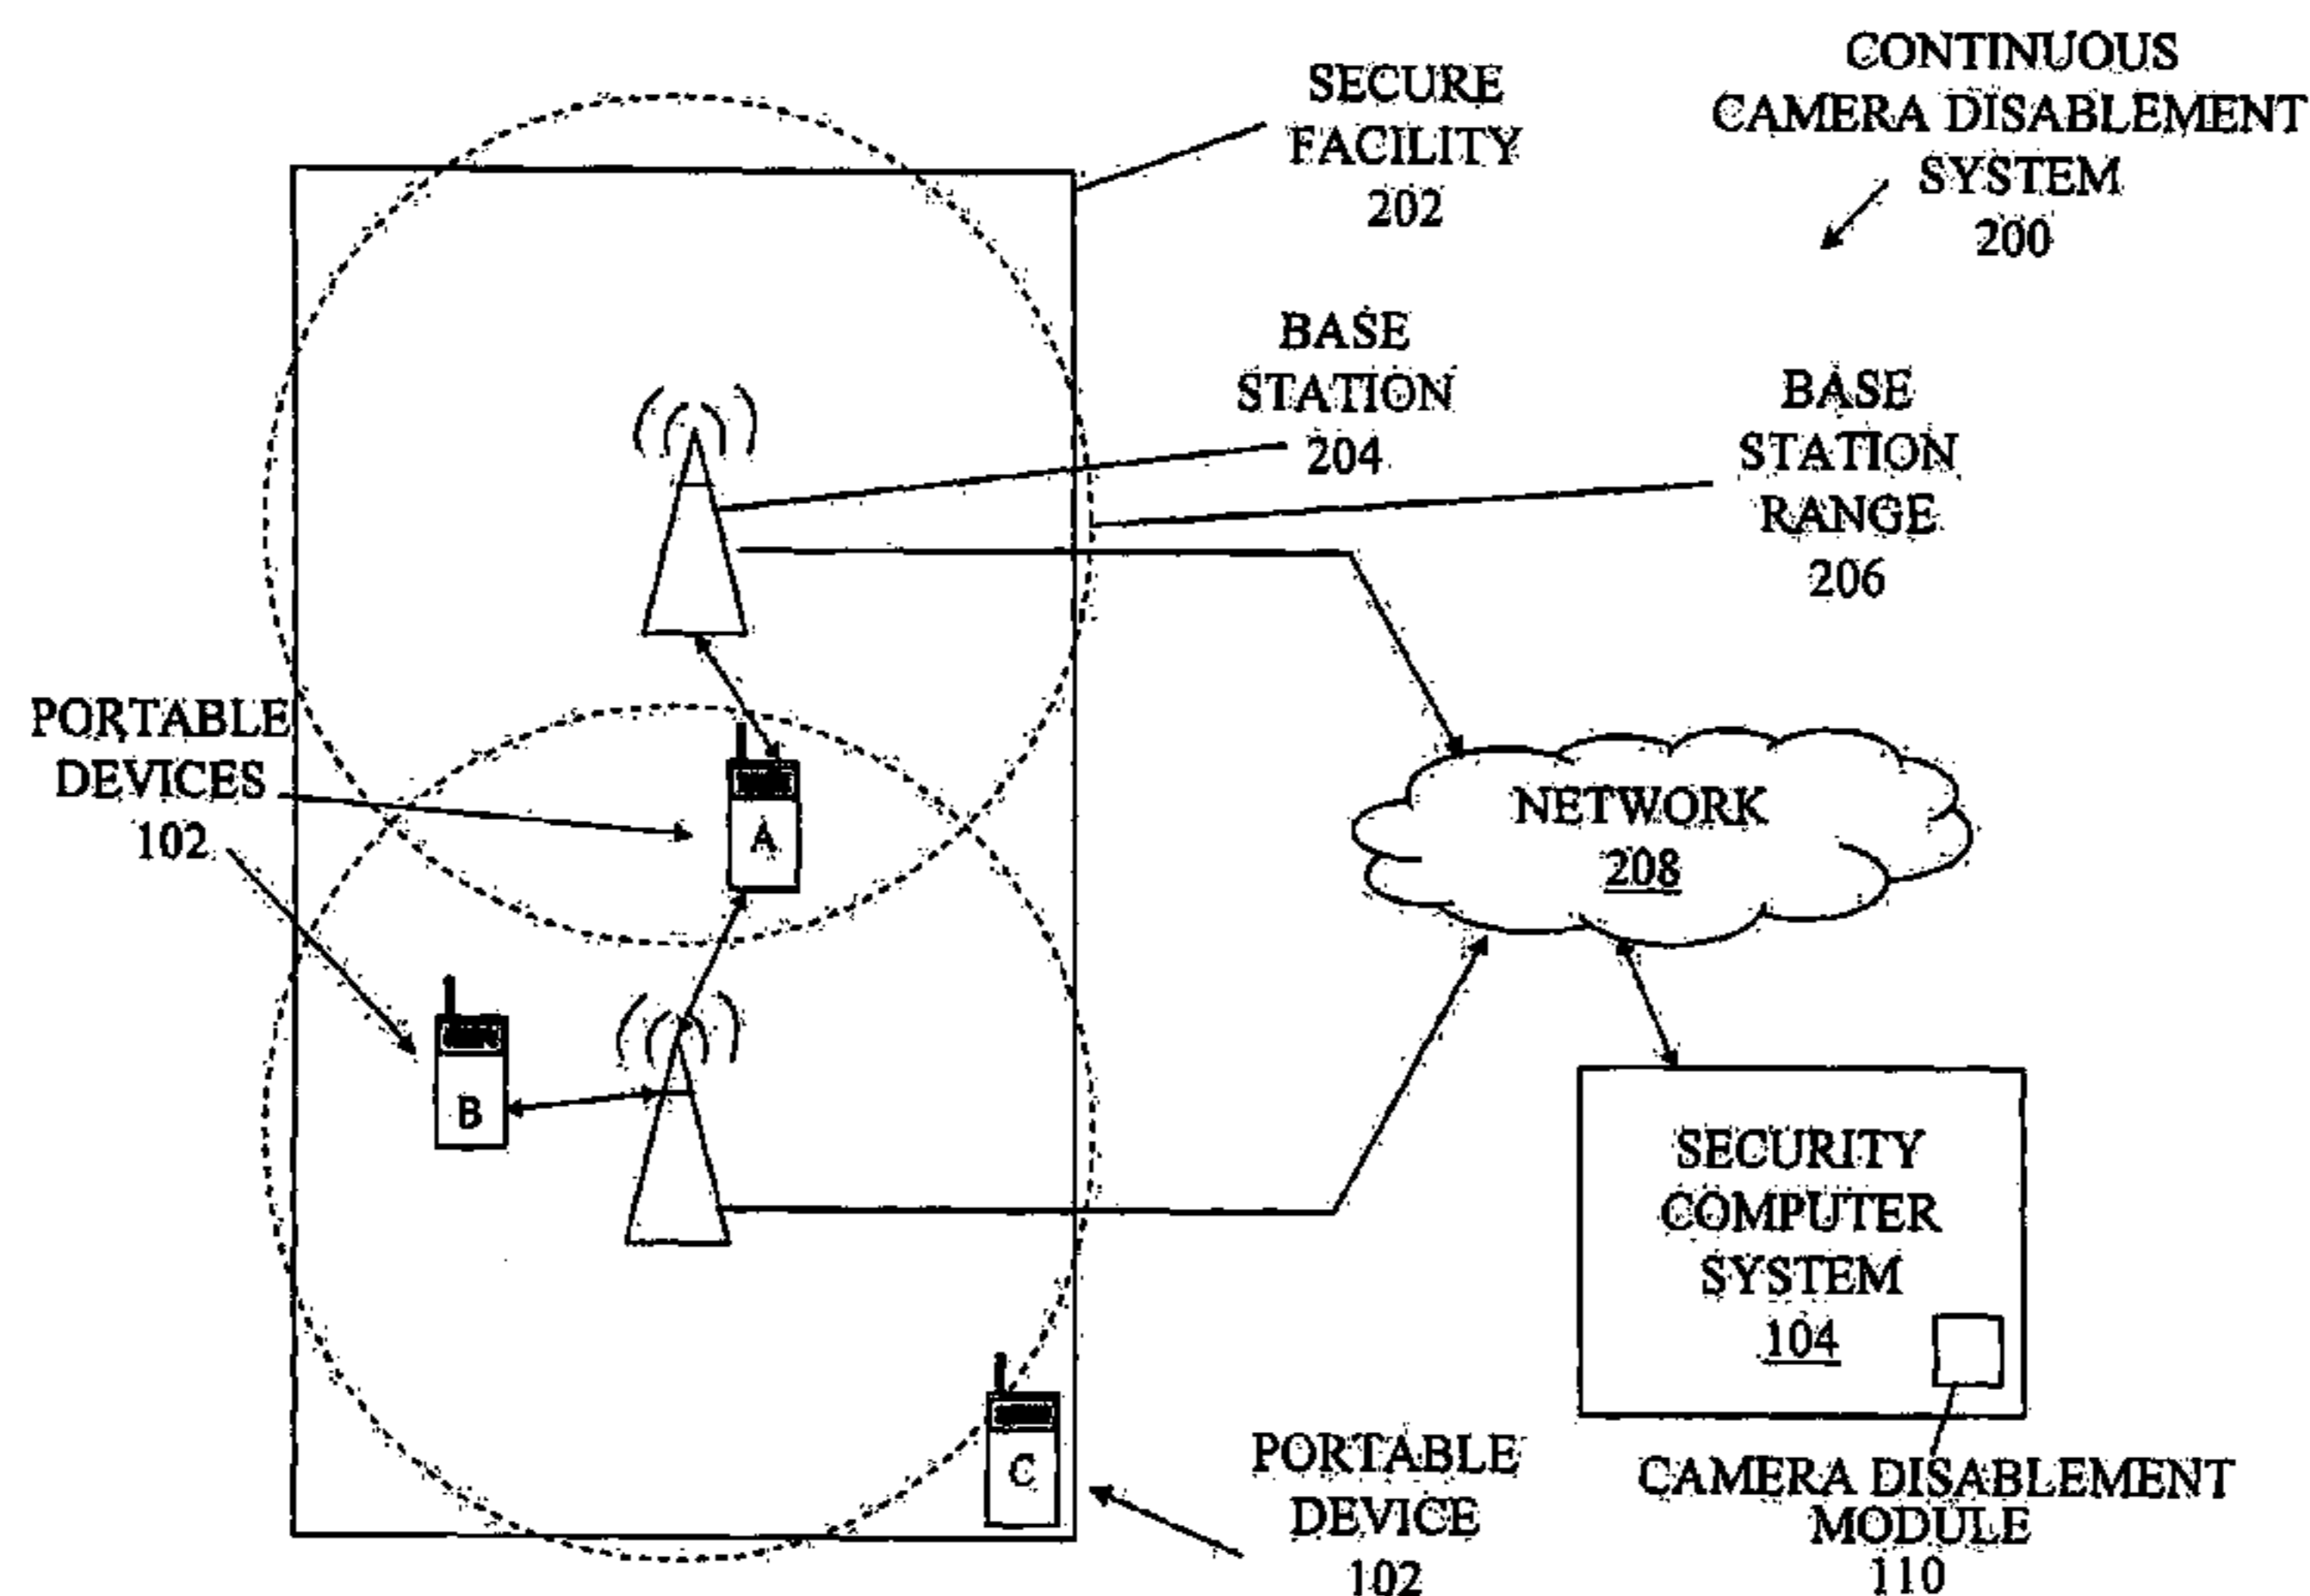 CONTINUOUS
CAMERA DISABLEMENT
SYSTEM
200
SECURE
FACILITY
202
BASE
STATION
204
BASE
STATION
RANGE
206
PORTABLE
DEVICES
102
A
NETWORK
208
B
SECURITY
COMPUTER
SYSTEM
104
C
PORTABLE
DEVICE
102
CAMERA DISABLEMENT
MODULE
110